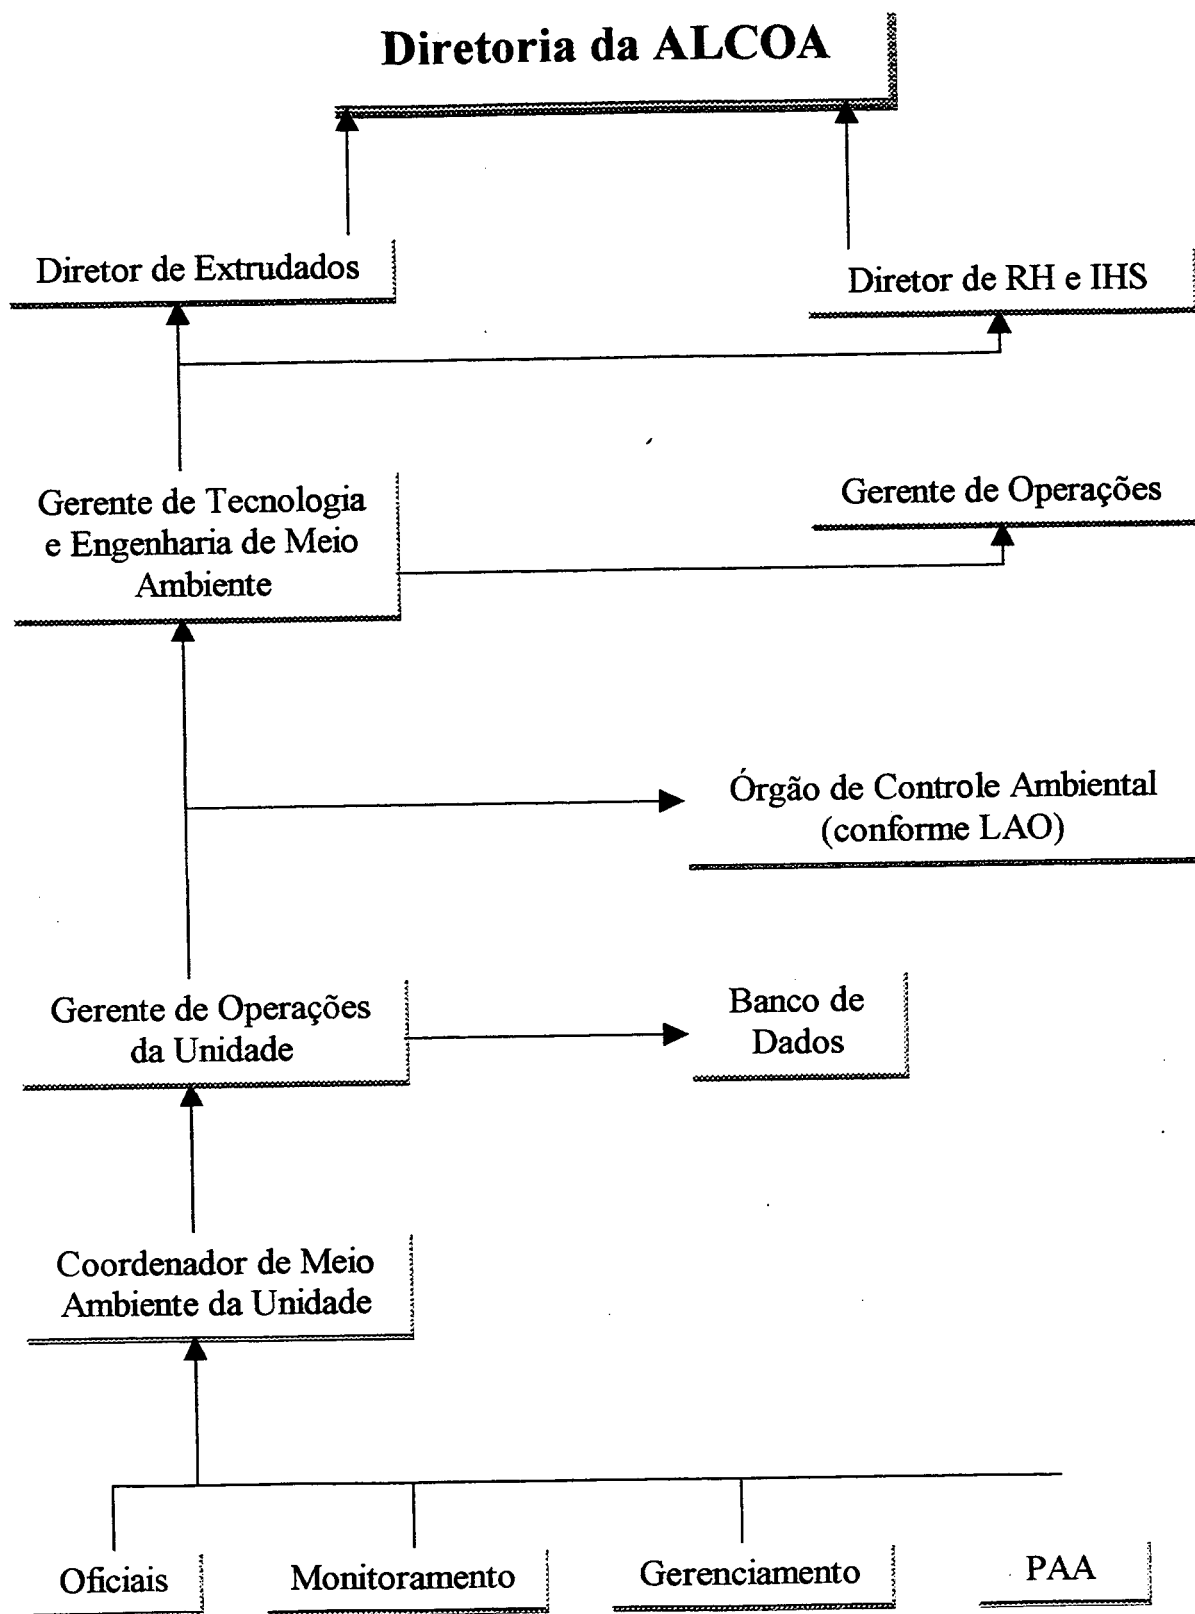 Diretoria da ALCOA
Diretor de Extrudados
Diretor de RH e IHS
Gerente de Tecnologia
e Engenharia de Meio
Ambiente
Gerente de Operações
Órgão de Controle Ambiental
(conforme LAO)
Gerente de Operações
da Unidade
Banco de
Dados
Coordenador de Meio
Ambiente da Unidade
Oficiais
Monitoramento
Gerenciamento
PAA